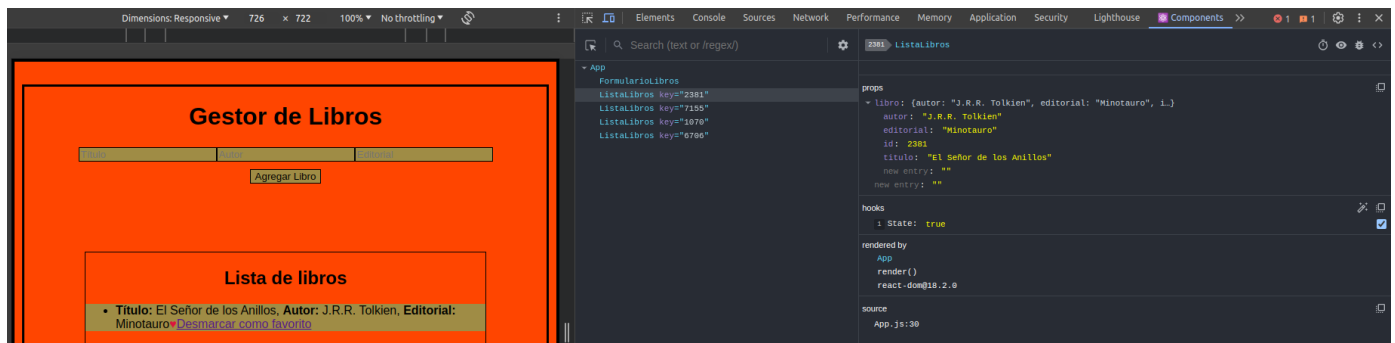 Dimensions: Responsive ▼ 726 × 722 100% ▼ No throttling ▼
Elements Console Sources Network Performance Memory Application Security Lighthouse Components >> 1 1
Search (text or /regex/)
2381 ListaLibros
App
FormularioLibros
ListaLibros key="2381"
ListaLibros key="7155"
ListaLibros key="1070"
ListaLibros key="6706"
props
libro: {autor: "J.R.R. Tolkien", editorial: "Minotauro", i…}
autor: "J.R.R. Tolkien"
editorial: "Minotauro"
id: 2381
titulo: "El Señor de los Anillos"
new entry: ""
new entry: ""
hooks
1 State: true
rendered by
App
render()
react-dom@18.2.0
source
App.js:30
Gestor de Libros
Título Autor Editorial
Agregar Libro
Lista de libros
• Título: El Señor de los Anillos, Autor: J.R.R. Tolkien, Editorial:
Minotauro♥Desmarcar como favorito